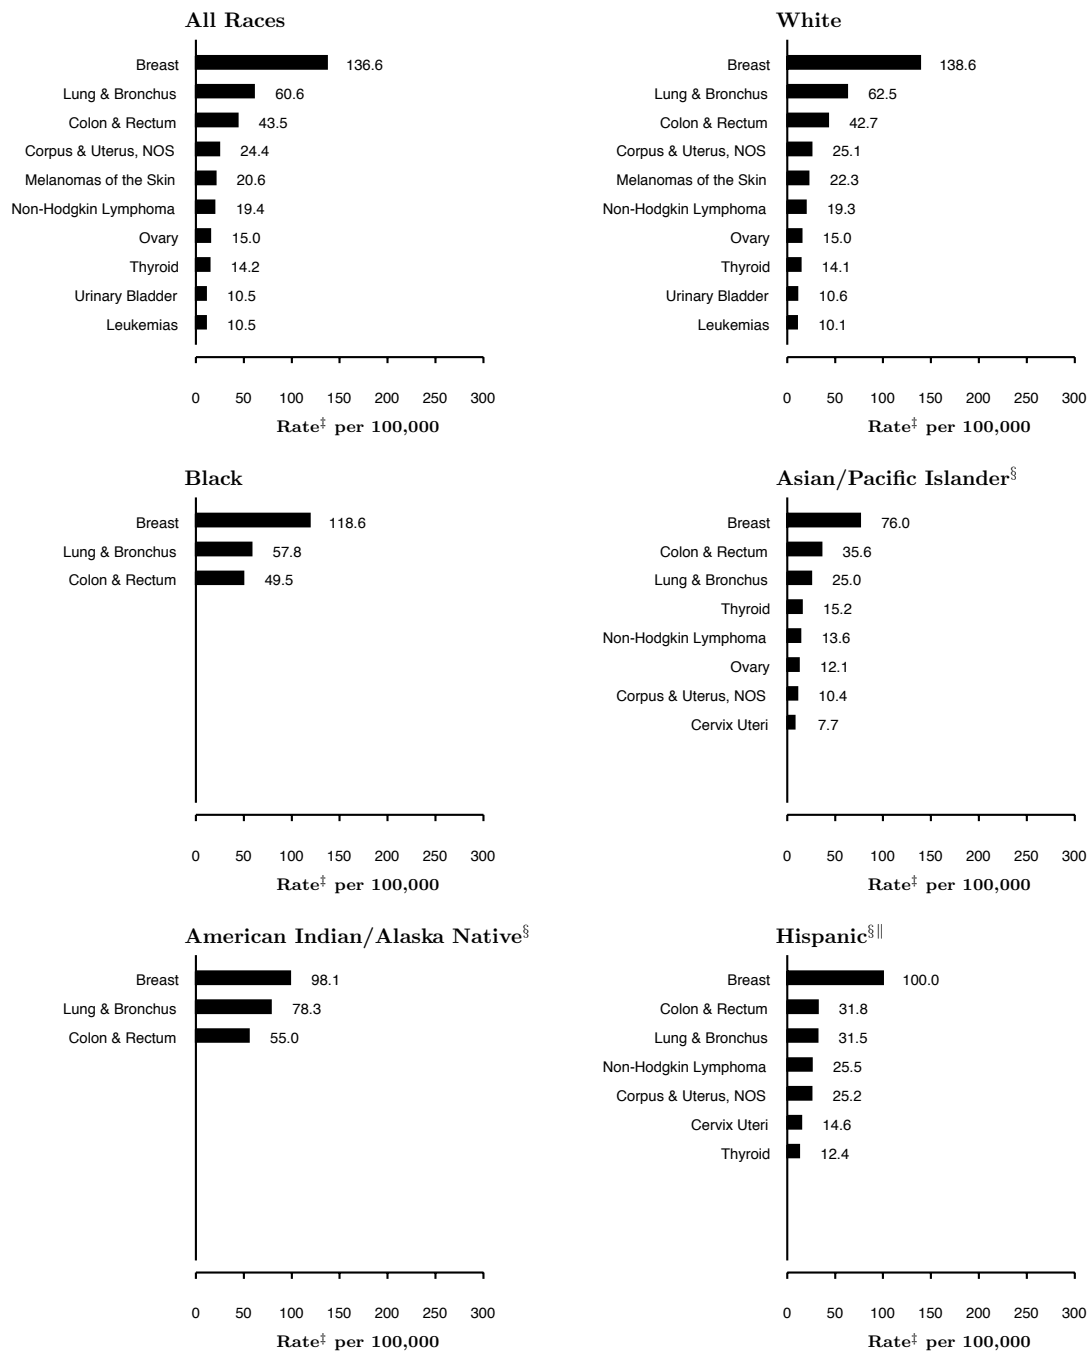 All Races
Breast 136.6
Lung & Bronchus 60.6
Colon & Rectum 43.5
Corpus & Uterus, NOS 24.4
Melanomas of the Skin 20.6
Non-Hodgkin Lymphoma 19.4
Ovary 15.0
Thyroid 14.2
Urinary Bladder 10.5
Leukemias 10.5
0 50 100 150 200 250 300
Rate‡ per 100,000
White
Breast 138.6
Lung & Bronchus 62.5
Colon & Rectum 42.7
Corpus & Uterus, NOS 25.1
Melanomas of the Skin 22.3
Non-Hodgkin Lymphoma 19.3
Ovary 15.0
Thyroid 14.1
Urinary Bladder 10.6
Leukemias 10.1
0 50 100 150 200 250 300
Rate‡ per 100,000
Black
Breast 118.6
Lung & Bronchus 57.8
Colon & Rectum 49.5
0 50 100 150 200 250 300
Rate‡ per 100,000
Asian/Pacific Islander§
Breast 76.0
Colon & Rectum 35.6
Lung & Bronchus 25.0
Thyroid 15.2
Non-Hodgkin Lymphoma 13.6
Ovary 12.1
Corpus & Uterus, NOS 10.4
Cervix Uteri 7.7
0 50 100 150 200 250 300
Rate‡ per 100,000
American Indian/Alaska Native§
Breast 98.1
Lung & Bronchus 78.3
Colon & Rectum 55.0
0 50 100 150 200 250 300
Rate‡ per 100,000
Hispanic§‖
Breast 100.0
Colon & Rectum 31.8
Lung & Bronchus 31.5
Non-Hodgkin Lymphoma 25.5
Corpus & Uterus, NOS 25.2
Cervix Uteri 14.6
Thyroid 12.4
0 50 100 150 200 250 300
Rate‡ per 100,000